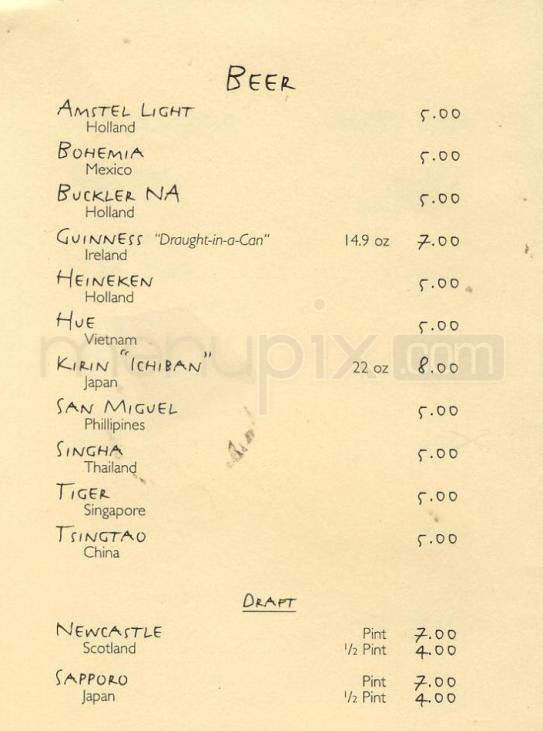 BEER
AMSTEL LIGHT 5.00
Holland
BOHEMIA 5.00
Mexico
BUCKLER NA 5.00
Holland
GUINNESS "Draught-in-a-Can" 14.9 oz 7.00
Ireland
HEINEKEN 5.00
Holland
HUE 5.00
Vietnam
menupix.com
KIRIN "ICHIBAN" 22 oz 8.00
Japan
SAN MIGUEL 5.00
Phillipines
SINGHA 5.00
Thailand
TIGER 5.00
Singapore
TSINGTAO 5.00
China
DRAFT
NEWCASTLE Pint 7.00
Scotland 1/2 Pint 4.00
SAPPORO Pint 7.00
Japan 1/2 Pint 4.00